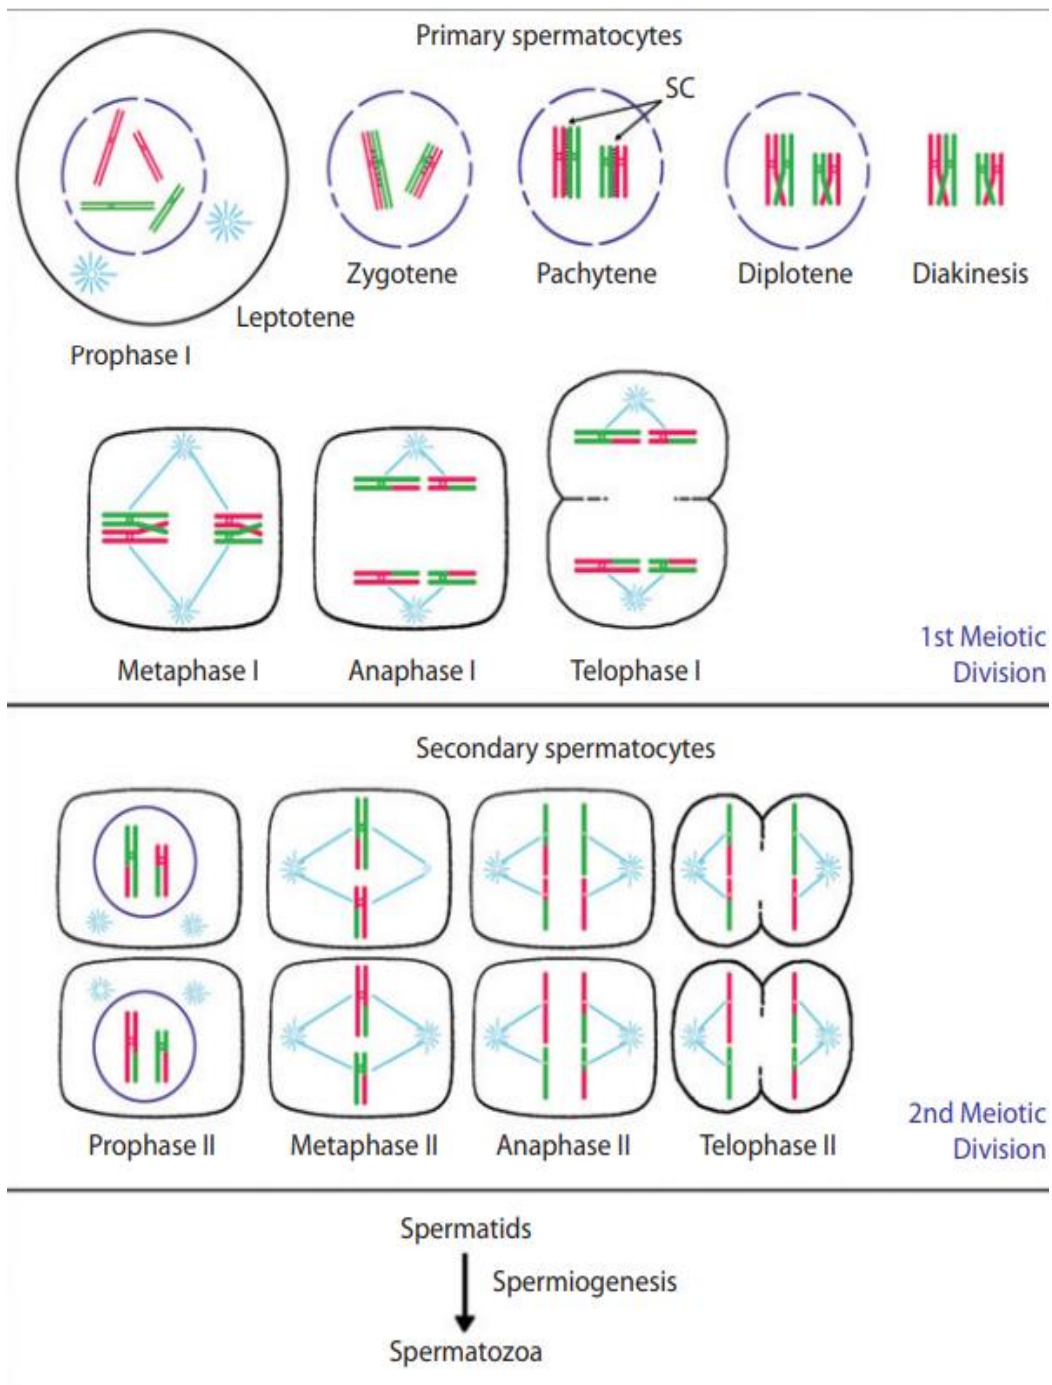 Primary spermatocytes
SC
Zygotene
Pachytene
Diplotene
Diakinesis
Leptotene
Prophase I
Metaphase I
Anaphase I
Telophase I
1st Meiotic
Division
Secondary spermatocytes
Prophase II
Metaphase II
Anaphase II
Telophase II
2nd Meiotic
Division
Spermatids
Spermiogenesis
Spermatozoa